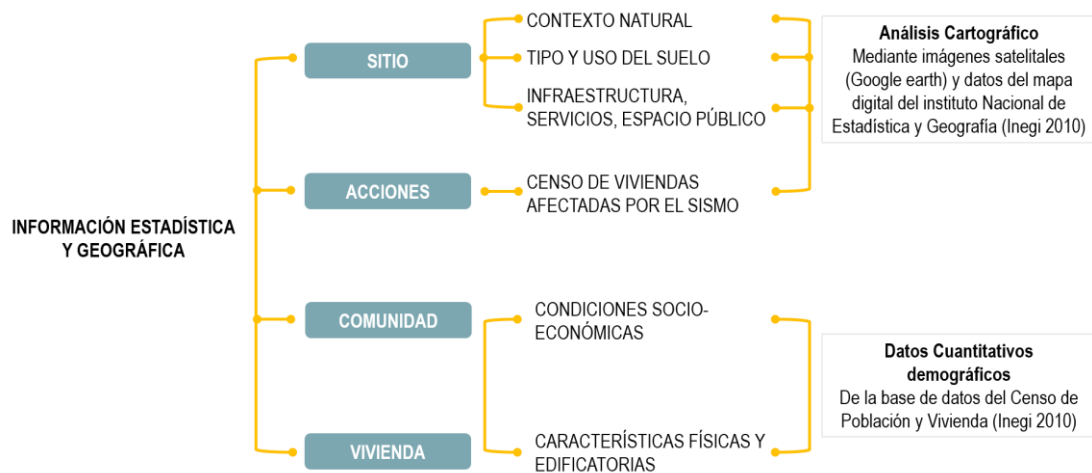 INFORMACIÓN ESTADÍSTICA
Y GEOGRÁFICA
SITIO
CONTEXTO NATURAL
TIPO Y USO DEL SUELO
INFRAESTRUCTURA,
SERVICIOS, ESPACIO PÚBLICO
ACCIONES
CENSO DE VIVIENDAS
AFECTADAS POR EL SISMO
Análisis Cartográfico
Mediante imágenes satelitales
(Google earth) y datos del mapa
digital del instituto Nacional de
Estadística y Geografía (Inegi 2010)
COMUNIDAD
CONDICIONES SOCIO-
ECONÓMICAS
VIVIENDA
CARACTERÍSTICAS FÍSICAS Y
EDIFICATORIAS
Datos Cuantitativos
demográficos
De la base de datos del Censo de
Población y Vivienda (Inegi 2010)